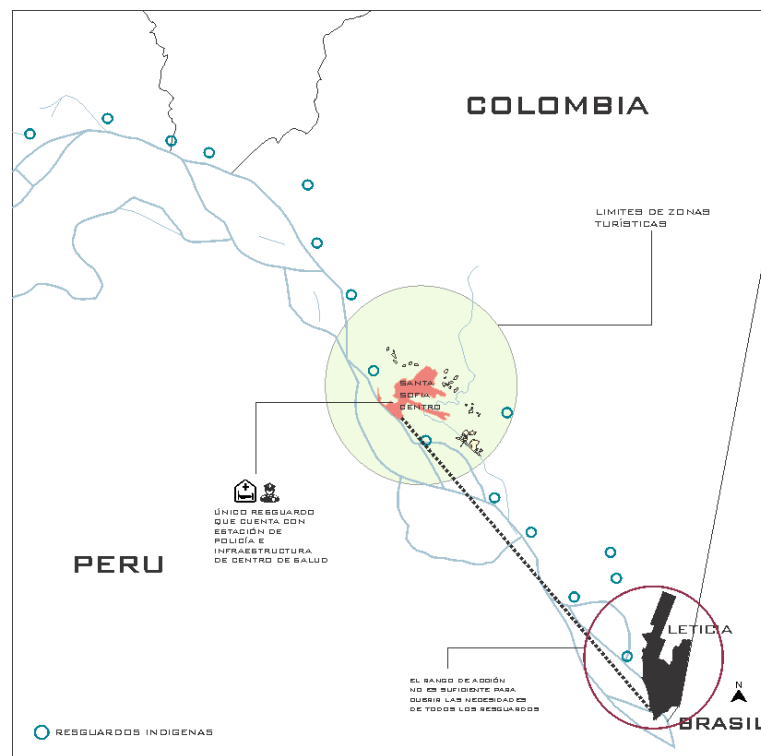 COLOMBIA
LIMITES DE ZONAS
TURÍSTICAS
SANTA
SOFIA
CENTRO
ÚNICO RESGUARDO
QUE CUENTA CON
ESTACIÓN DE
POLICÍA E
INFRAESTRUCTURA
DE CENTRO DE SALUD
PERU
LETICIA
EL RANGO DE ACCIÓN
NO ES SUFICIENTE PARA
CUBRIR LAS NECESIDADES
DE TODOS LOS RESGUARDOS
N
BRASIL
RESGUARDOS INDIGENAS